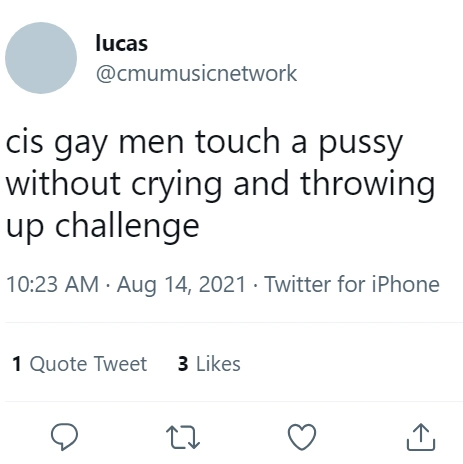 lucas
@cmumusicnetwork
cis gay men touch a pussy
without crying and throwing
up challenge
10:23 AM · Aug 14, 2021 · Twitter for iPhone
1 Quote Tweet 3 Likes